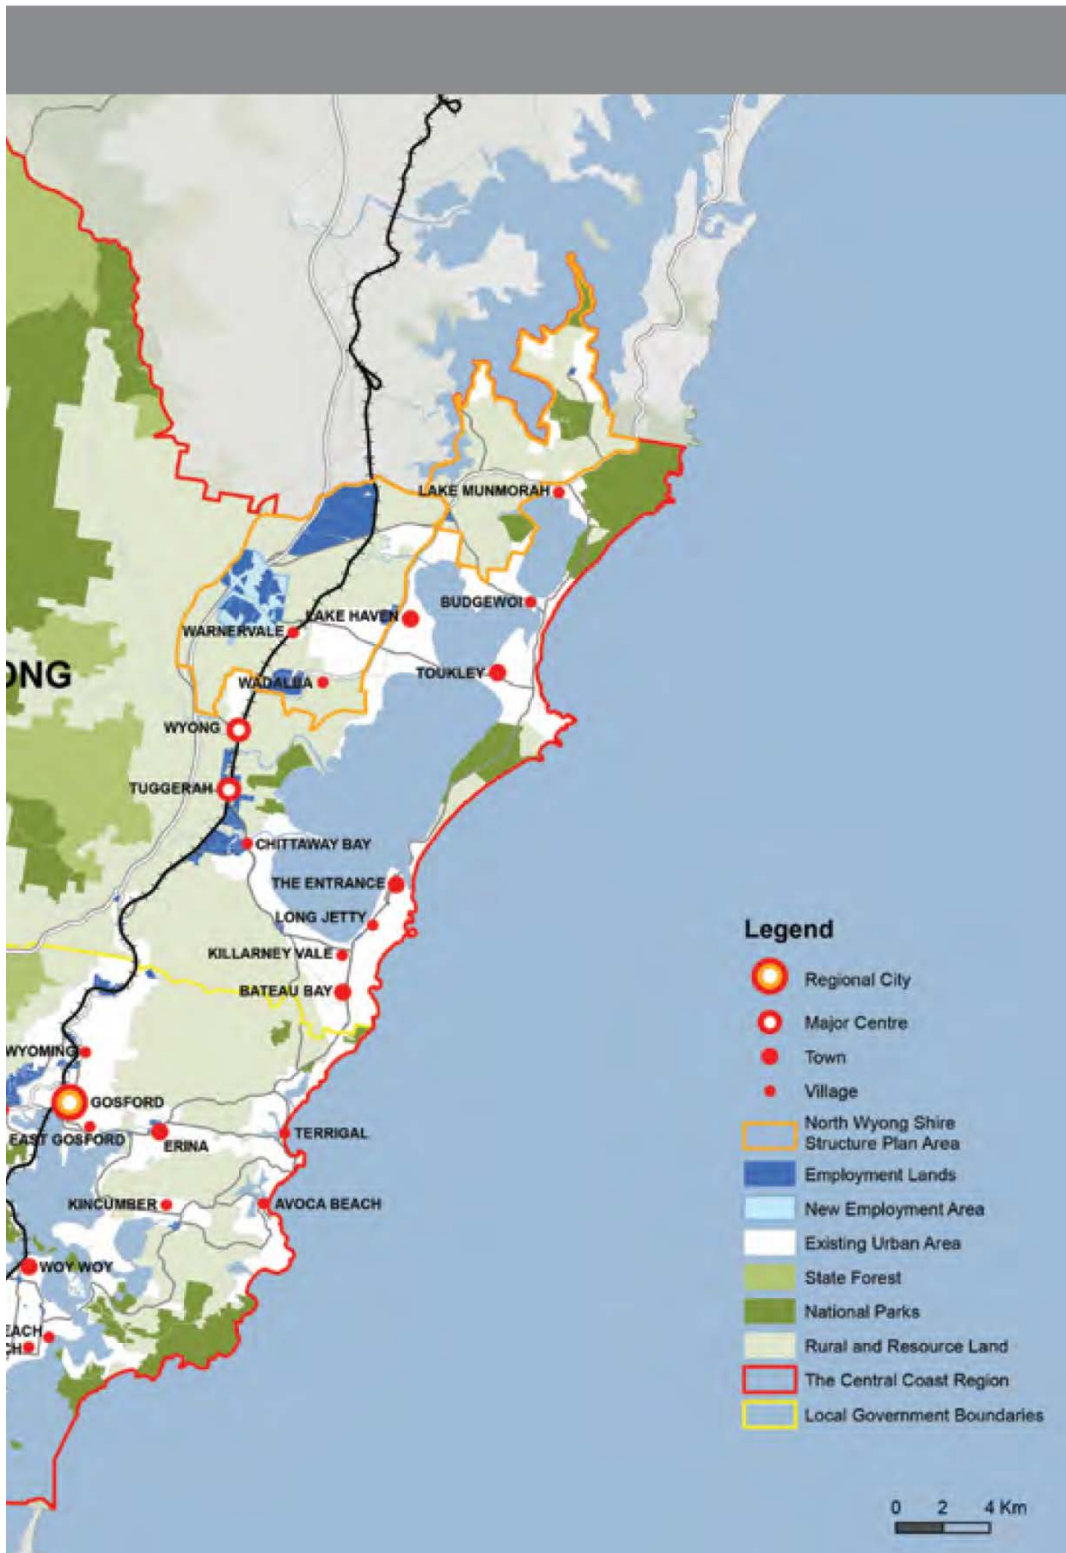 LAKE MUNMORAH
BUDGEWOI
LAKE HAVEN
WARNERVALE
ONG
TOUKLEY
WADALBA
WYONG
TUGGERAH
CHITTAWAY BAY
THE ENTRANCE
LONG JETTY
KILLARNEY VALE
BATEAU BAY
WYOMING
GOSFORD
EAST GOSFORD
ERINA
TERRIGAL
KINCUMBER
AVOCA BEACH
WOY WOY
EACH
CH
Legend
Regional City
Major Centre
Town
Village
North Wyong Shire
Structure Plan Area
Employment Lands
New Employment Area
Existing Urban Area
State Forest
National Parks
Rural and Resource Land
The Central Coast Region
Local Government Boundaries
0 2 4 Km